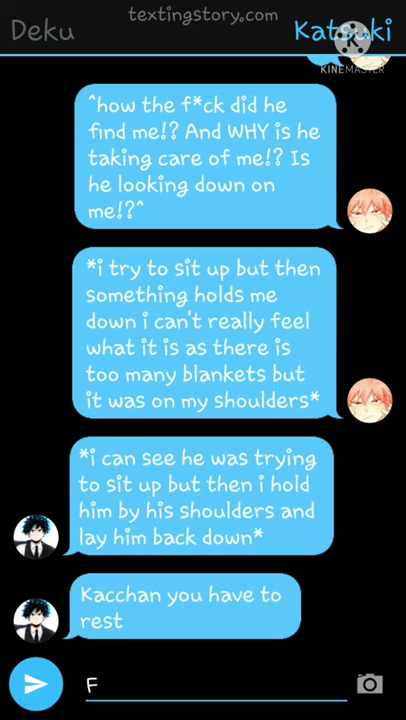 textingstory.com
Deku
Katsuki
KINEMASTER
^how the f*ck did he
find me!? And WHY is he
taking care of me!? Is
he looking down on
me!?^
*i try to sit up but then
something holds me
down i can't really feel
what it is as there is
too many blankets but
it was on my shoulders*
*i can see he was trying
to sit up but then i hold
him by his shoulders and
lay him back down*
Kacchan you have to
rest
F